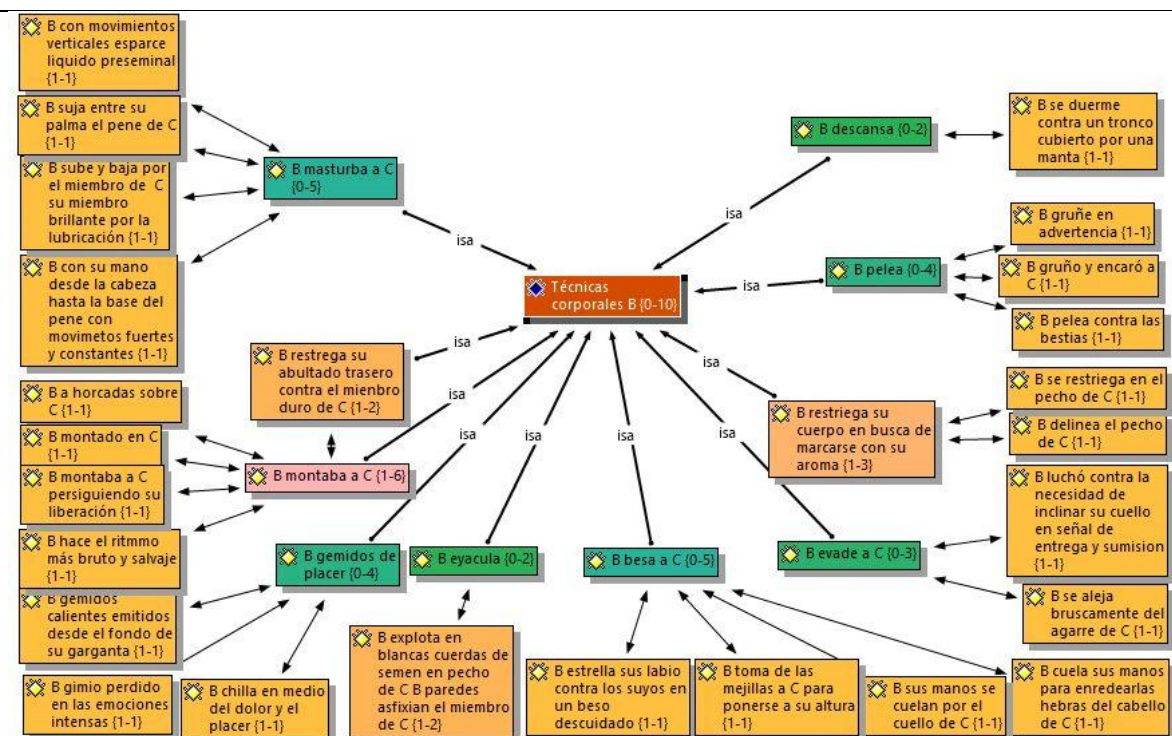 B con movimientos
verticales esparce
liquido preseminal
{1-1}
B suja entre su
palma el pene de C
{1-1}
B sube y baja por
el miembro de C
su miembro
brillante por la
lubricación {1-1}
B con su mano
desde la cabeza
hasta la base del
pene con
movimetos fuertes
y constantes {1-1}
B masturba a C
{0-5}
isa
B descansa {0-2}
B se duerme
contra un tronco
cubierto por una
manta {1-1}
isa
B gruñe en
advertencia {1-1}
B gruño y encaró a
C {1-1}
B pelea contra las
bestias {1-1}
B pelea {0-4}
isa
Técnicas
corporales B {0-10}
B restrega su
abultado trasero
contra el mienbro
duro de C {1-2}
isa
B a horcadas sobre
C {1-1}
B montado en C
{1-1}
B montaba a C
persiguiendo su
liberación {1-1}
B hace el ritmmo
más bruto y salvaje
{1-1}
B montaba a C {1-6}
isa
B se restriega en el
pecho de C {1-1}
B delinea el pecho
de C {1-1}
B restriega su
cuerpo en busca de
marcarse con su
aroma {1-3}
isa
B gemidos de
placer {0-4}
isa
B gemidos
calientes emitidos
desde el fondo de
su garganta {1-1}
B gimio perdido
en las emociones
intensas {1-1}
B chilla en medio
del dolor y el
placer {1-1}
B eyacula {0-2}
isa
B explota en
blancas cuerdas de
semen en pecho
de C B paredes
asfixian el miembro
de C {1-2}
B besa a C {0-5}
isa
B estrella sus labio
contra los suyos en
un beso
descuidado {1-1}
B toma de las
mejillas a C para
ponerse a su altura
{1-1}
B sus manos se
cuelan por el
cuello de C {1-1}
B cuela sus manos
para enredearlas
hebras del cabello
de C {1-1}
B evade a C {0-3}
isa
B luchó contra la
necesidad de
inclinar su cuello
en señal de
entrega y sumision
{1-1}
B se aleja
bruscamente del
agarre de C {1-1}